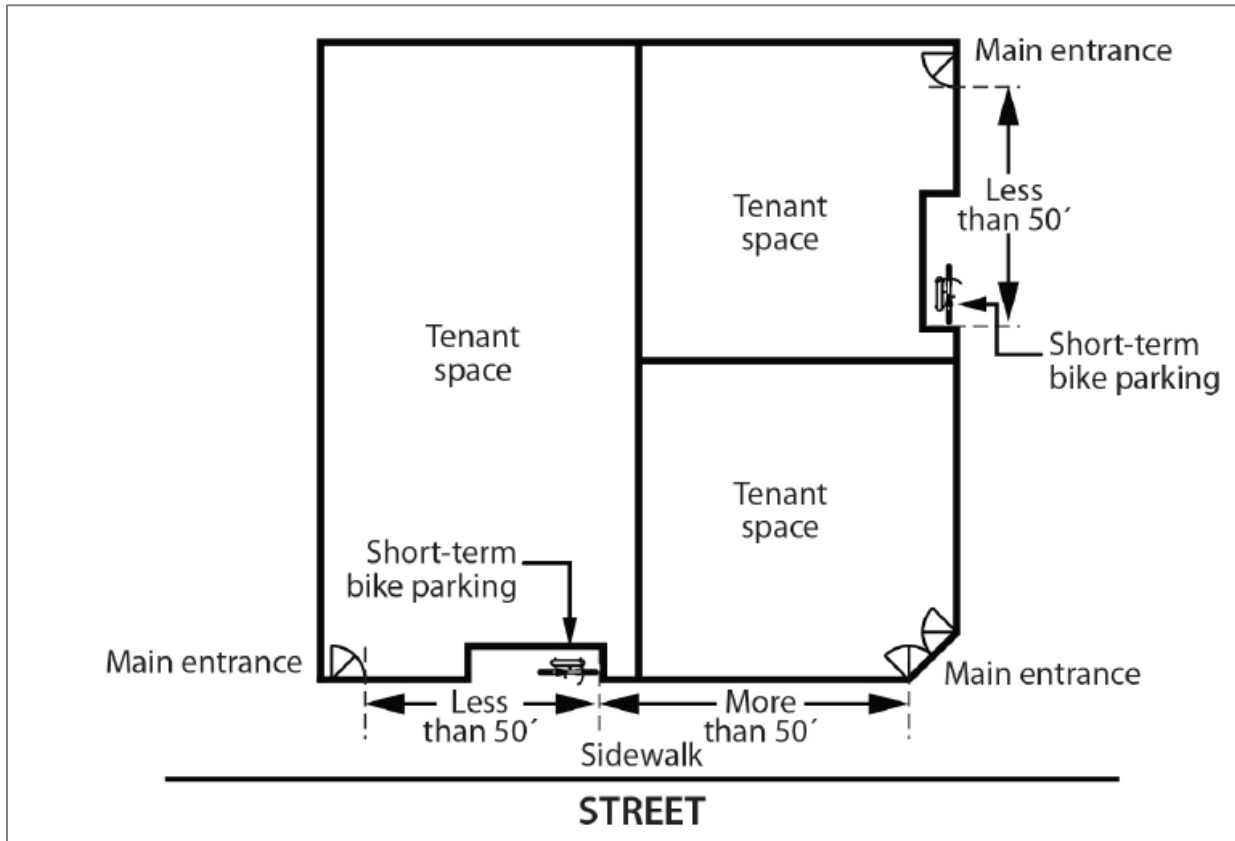 Main entrance
Less
than 50´
Tenant
space
Tenant
space
Short-term
bike parking
Tenant
space
Short-term
bike parking
Main entrance
Main entrance
Less
than 50´
More
than 50´
Sidewalk
STREET